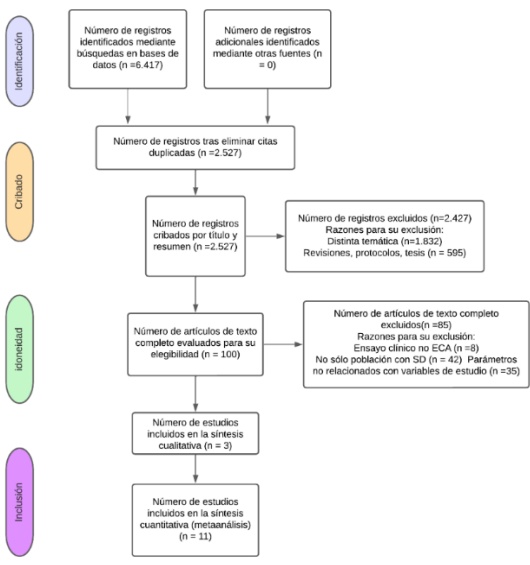 Identificación
Número de registros
identificados mediante
búsquedas en bases de
datos (n =6.417)
Número de registros
adicionales identificados
mediante otras fuentes (n
= 0)
Número de registros tras eliminar citas
duplicadas (n =2.527)
Cribado
Número de registros
cribados por título y
resumen (n =2.527)
Número de registros excluidos (n=2.427)
Razones para su exclusión:
Distinta temática (n=1.832)
Revisiones, protocolos, tesis (n = 595)
idoneidad
Número de artículos de texto
completo evaluados para su
elegibilidad (n = 100)
Número de artículos de texto completo
excluidos(n =85)
Razones para su exclusión:
Ensayo clínico no ECA (n =8)
No sólo población con SD (n = 42) Parámetros
no relacionados con variables de estudio (n =35)
Número de estudios
incluidos en la síntesis
cualitativa (n = 3)
Inclusión
Número de estudios
incluidos en la síntesis
cuantitativa (metaanálisis)
(n = 11)